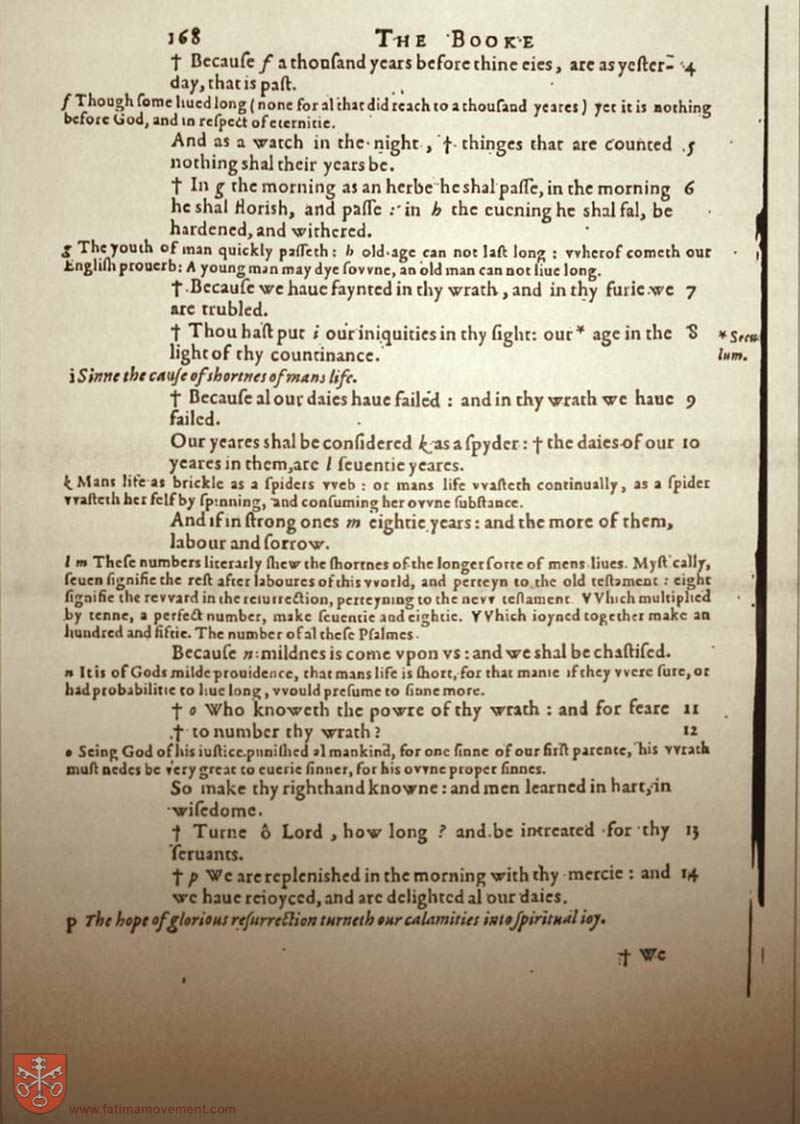 168 THE BOOKE
† Becauſe f a thouſand years before thine eies, are as yeſter- 4
day, that is paſt.
f Though ſome liued long (none for al that did reach to a thouſand yeares) yet it is nothing
before God, and in reſpect of eternitie.
And as a watch in the night, † thinges that are counted 5
nothing shal their years be.
† In g the morning as an herbe he shal paſſe, in the morning 6
he shal florish, and paſſe : in h the euening he shal fal, be
hardened, and withered.
g The youth of man quickly paſſeth: h old age can not laſt long : vvherof cometh our
Engliſh prouerb: A young man may dye ſovvne, an old man can not liue long.
† Becauſe we haue faynted in thy wrath, and in thy furie we 7
are trubled.
† Thou haſt put i our iniquities in thy ſight: our * age in the 8 * Secu
light of thy countinance. lum.
i Sinne the cauſe of shortnes of mans life.
† Becauſe al our daies haue failed : and in thy wrath we haue 9
failed.
Our yeares shal be conſidered k as a ſpyder : † the daies of our 10
yeares in them, are l ſeuentie yeares.
k Mans life as brickle as a ſpiders vveb : or mans life vvaſteth continually, as a ſpider
vvaſteth her ſelf by ſpinning, and conſuming her ovvne ſubſtance.
And if in ſtrong ones m eightie years : and the more of them,
labour and ſorrow.
l m Theſe numbers literarly ſhew the ſhortnes of the longer ſorte of mens liues. Myſtically,
ſeuen ſignifie the reſt after laboures of this vvorld, and perteyn to the old teſtament : eight
ſignifie the revvard in the reſurrection, perteyning to the nevv teſtament. VVhich multiplied
by tenne, a perfect number, make ſeuentie and eightie. VVhich ioyned together make an
hundred and fiftie. The number of al theſe Pſalmes.
Becauſe n mildnes is come vpon vs : and we shal be chaſtiſed.
n It is of Gods milde prouidence, that mans life is ſhort, for that manie if they vvere ſure, or
had probabilitie to liue long, vvould preſume to ſinne more.
† o Who knoweth the powre of thy wrath : and for feare 11
† to number thy wrath? 12
o Seing God of his iuſtice puniſhed al mankind, for one ſinne of our firſt parente, his vvrath
muſt nedes be very great to euerie ſinner, for his ovvne proper ſinnes.
So make thy righthand knowne : and men learned in hart, in
wiſedome.
† Turne ô Lord, how long ? and be intreated for thy 13
ſeruants.
† p We are replenished in the morning with thy mercie : and 14
we haue reioyced, and are delighted al our daies.
p The hope of glorious reſurrection turneth our calamities into ſpiritual ioy.
† We
www.fatimamovement.com